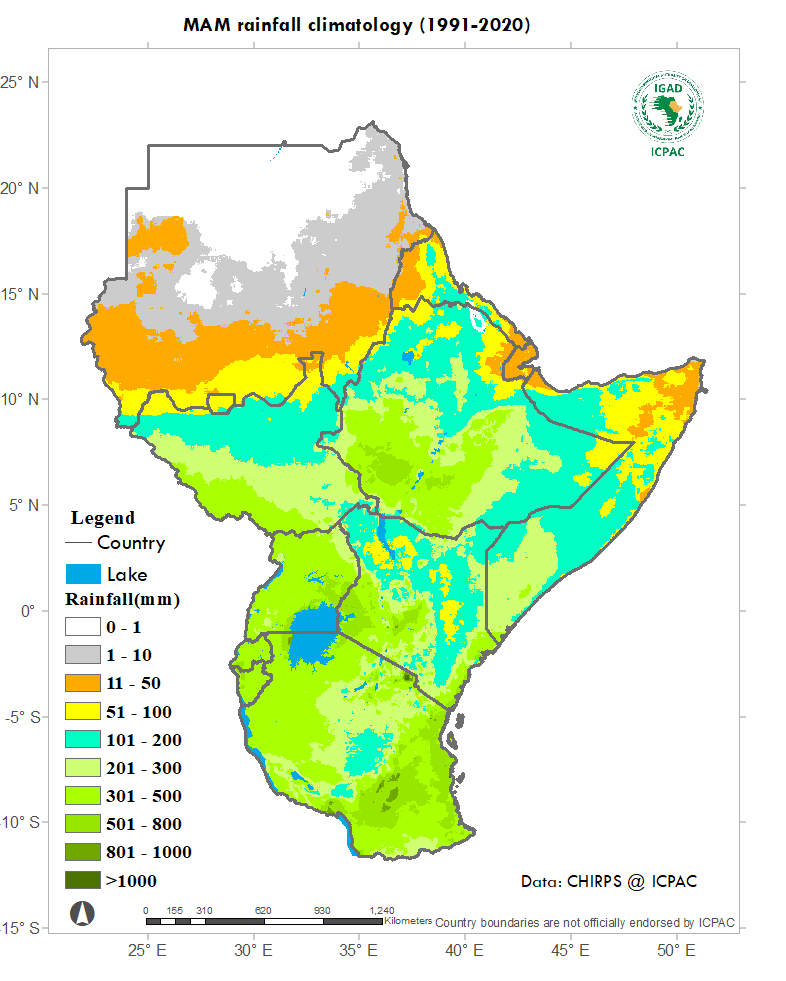 MAM rainfall climatology (1991-2020)
25° N
20° N
15° N
10° N
5° N
0°
-5° S
10° S
15° S
IGAD
ICPAC
Legend
Country
Lake
Rainfall(mm)
0 - 1
1 - 10
11 - 50
51 - 100
101 - 200
201 - 300
301 - 500
501 - 800
801 - 1000
>1000
Data: CHIRPS @ ICPAC
0 155 310 620 930 1,240
Kilometers
Country boundaries are not officially endorsed by ICPAC
25° E 30° E 35° E 40° E 45° E 50° E